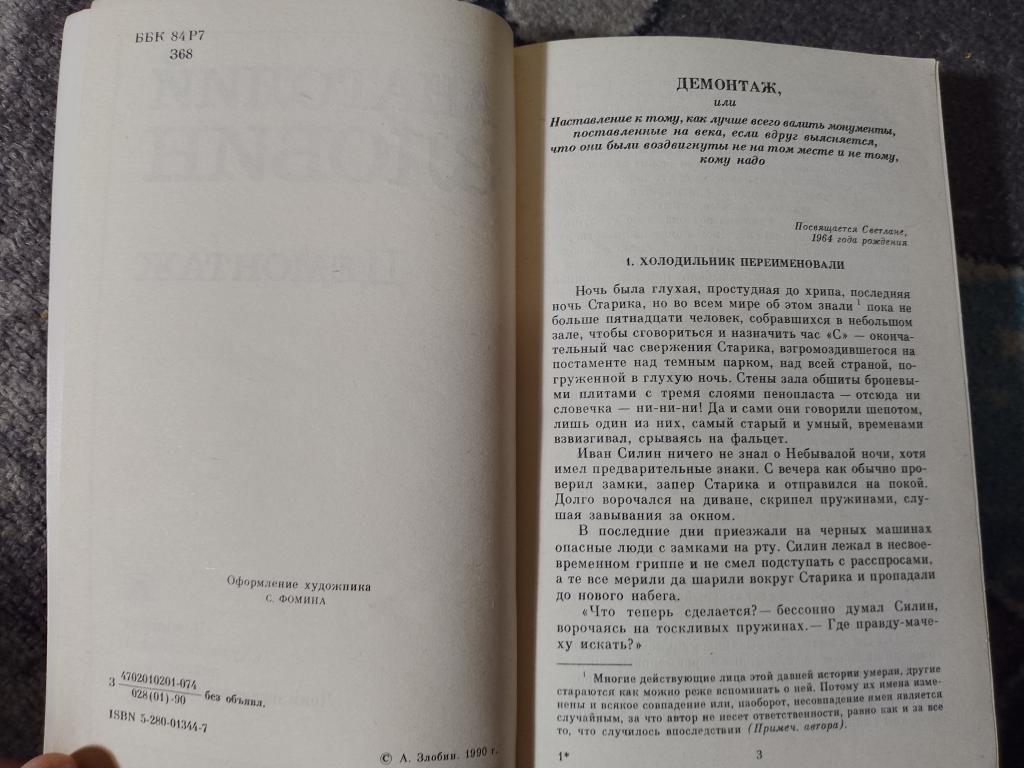 ББК 84Р7
З68
Оформление художника
С. ФОМИНА
З 4702010201-074
028(01)-90
без объявл.
ISBN 5-280-01344-7
© А. Злобин. 1990 г.
ДЕМОНТАЖ,
или
Наставление к тому, как лучше всего валить монументы,
поставленные на века, если вдруг выясняется,
что они были воздвигнуты не на том месте и не тому,
кому надо
Посвящается Светлане,
1964 года рождения
1. ХОЛОДИЛЬНИК ПЕРЕИМЕНОВАЛИ
Ночь была глухая, простудная до хрипа, последняя
ночь Старика, но во всем мире об этом знали¹ пока не
больше пятнадцати человек, собравшихся в небольшом
зале, чтобы сговориться и назначить час «С» — оконча-
тельный час свержения Старика, взгромоздившегося на
постаменте над темным парком, над всей страной, по-
груженной в глухую ночь. Стены зала обшиты броневы-
ми плитами с тремя слоями пенопласта — отсюда ни
словечка — ни-ни-ни! Да и сами они говорили шепотом,
лишь один из них, самый старый и умный, временами
взвизгивал, срываясь на фальцет.
Иван Силин ничего не знал о Небывалой ночи, хотя
имел предварительные знаки. С вечера как обычно про-
верил замки, запер Старика и отправился на покой.
Долго ворочался на диване, скрипел пружинами, слу-
шая завывания за окном.
В последние дни приезжали на черных машинах
опасные люди с замками на рту. Силин лежал в несвое-
временном гриппе и не смел подступать с расспросами,
а те все мерили да шарили вокруг Старика и пропадали
до нового набега.
«Что теперь сделается?— бессонно думал Силин,
ворочаясь на тоскливых пружинах.— Где правду-маче-
ху искать?»
¹ Многие действующие лица этой давней истории умерли, другие
стараются как можно реже вспоминать о ней. Потому их имена изме-
нены и всякое совпадение или, наоборот, несовпадение имен является
случайным, за что автор не несет ответственности, равно как и за все
то, что случилось впоследствии (Примеч. автора).
1*
3